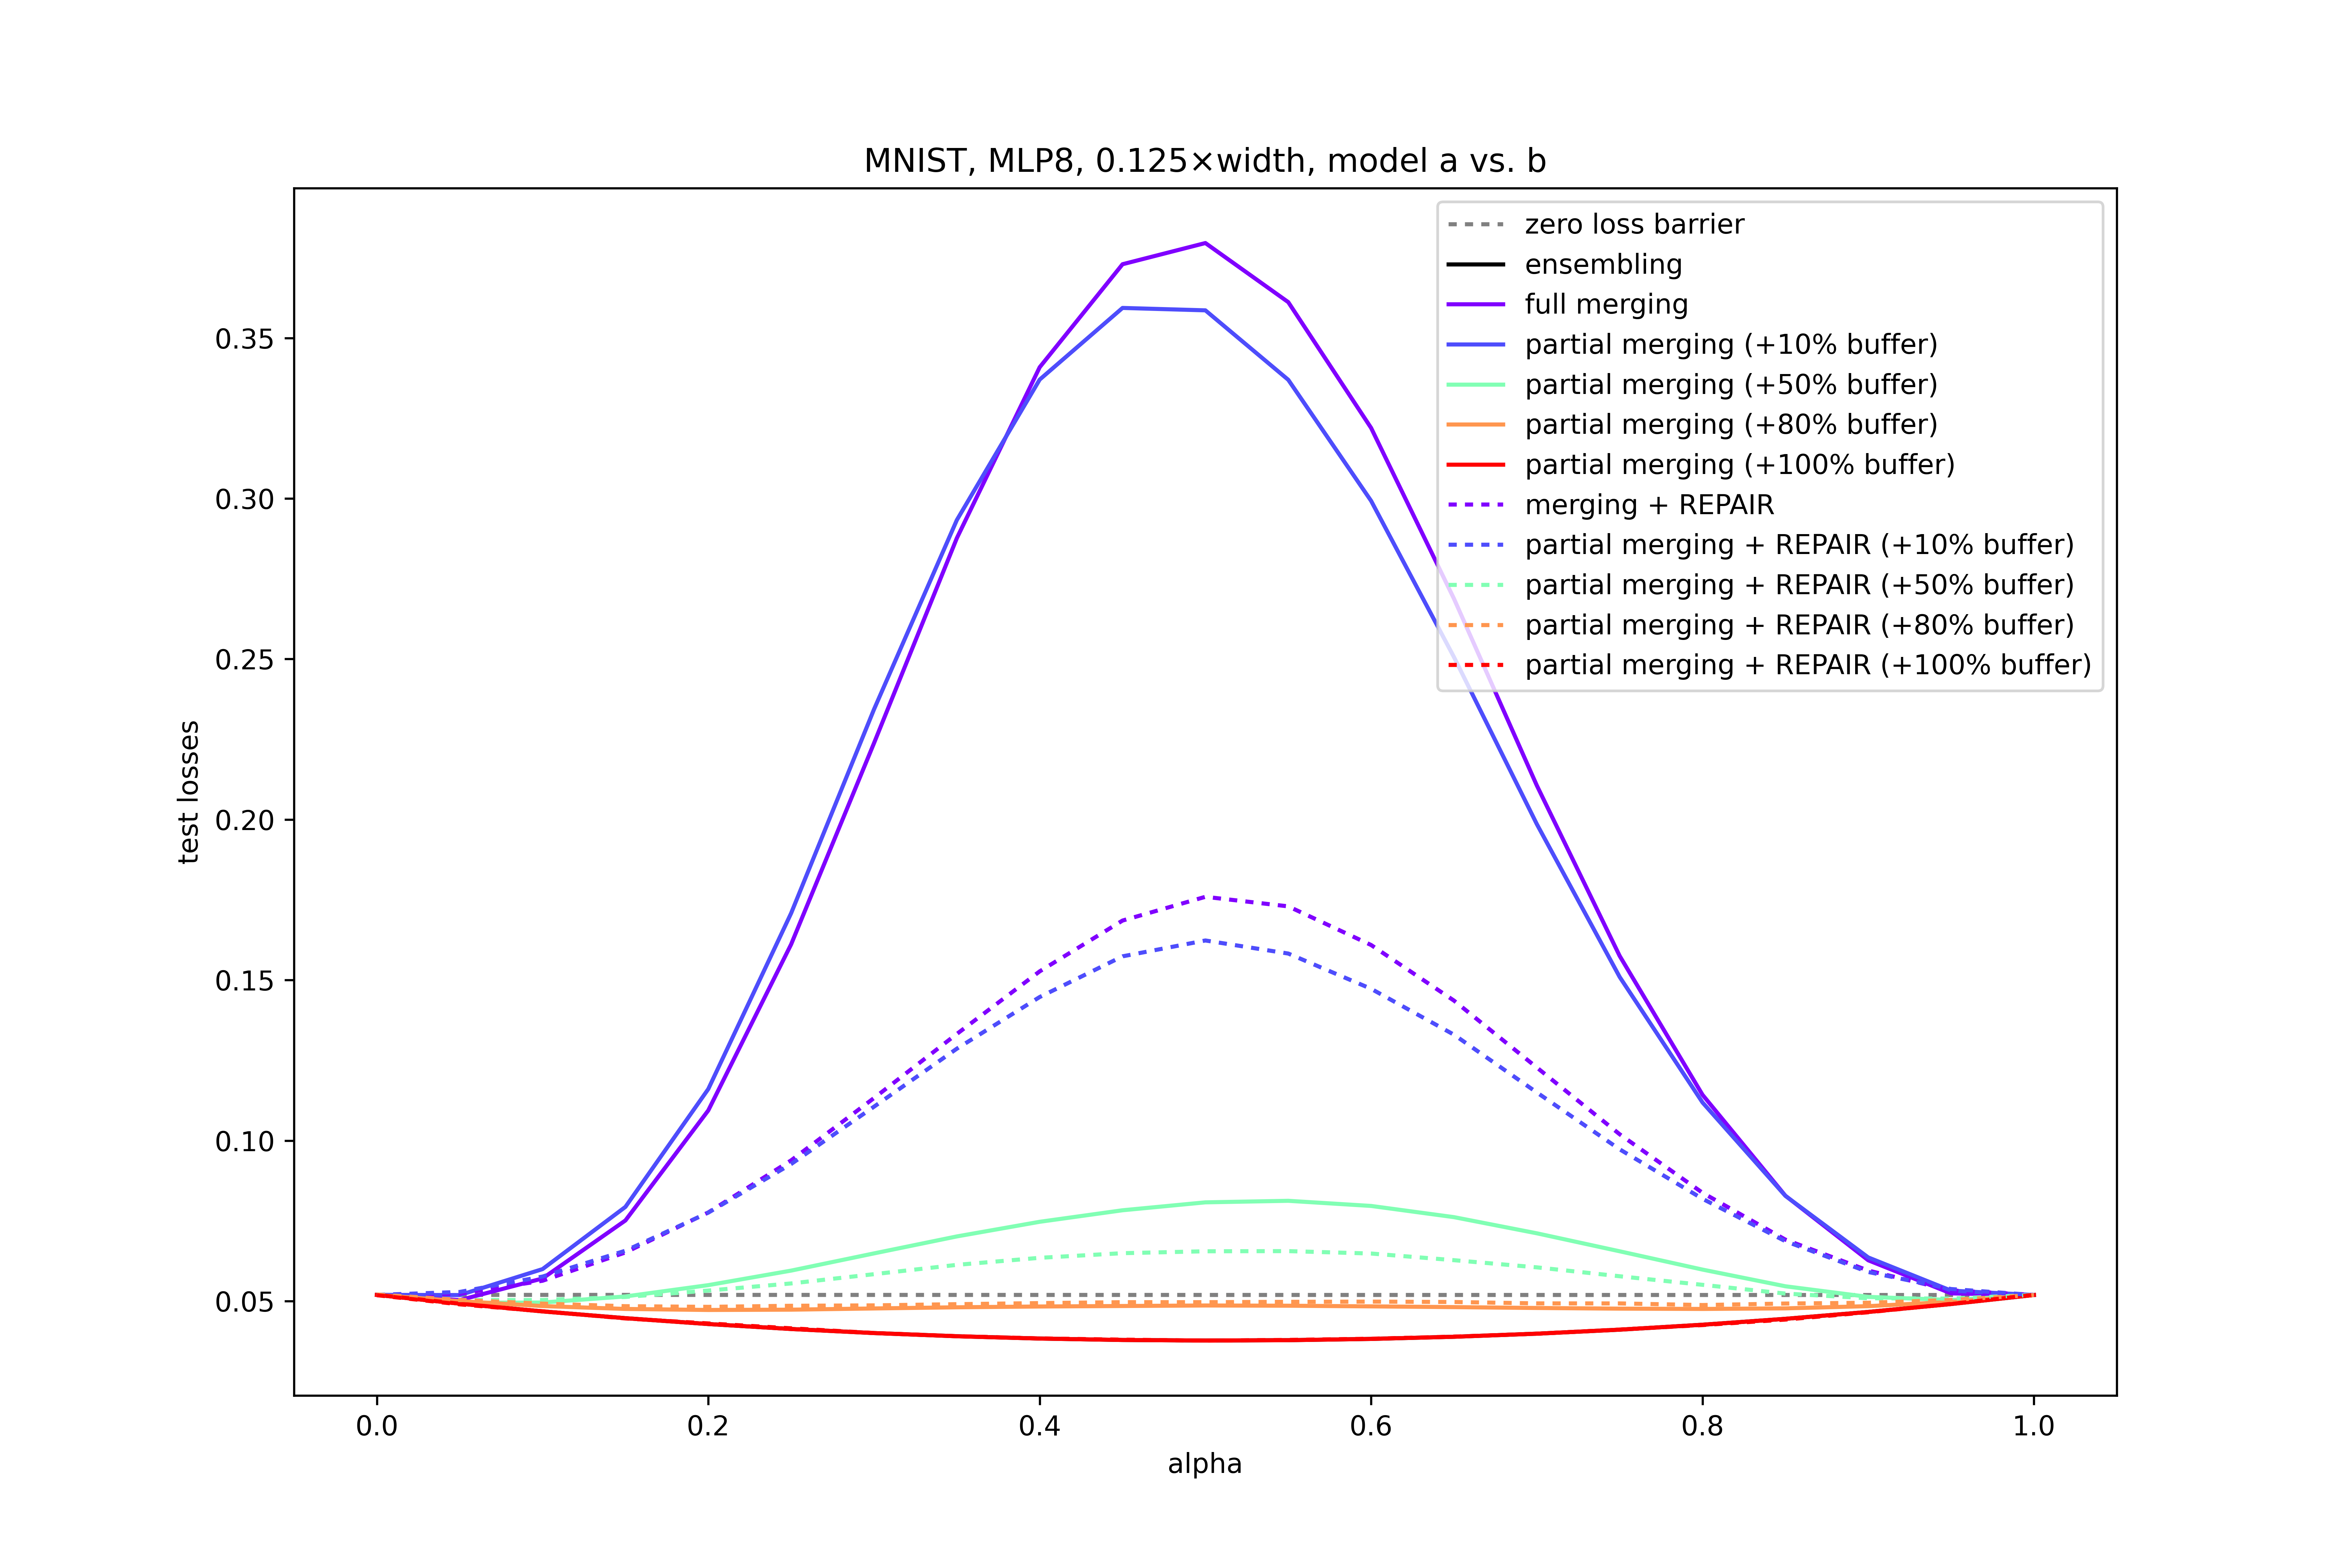 MNIST, MLP8, 0.125×width, model a vs. b
zero loss barrier
ensembling
full merging
partial merging (+10% buffer)
partial merging (+50% buffer)
partial merging (+80% buffer)
partial merging (+100% buffer)
merging + REPAIR
partial merging + REPAIR (+10% buffer)
partial merging + REPAIR (+50% buffer)
partial merging + REPAIR (+80% buffer)
partial merging + REPAIR (+100% buffer)
test losses
0.35
0.30
0.25
0.20
0.15
0.10
0.05
0.0 0.2 0.4 0.6 0.8 1.0
alpha